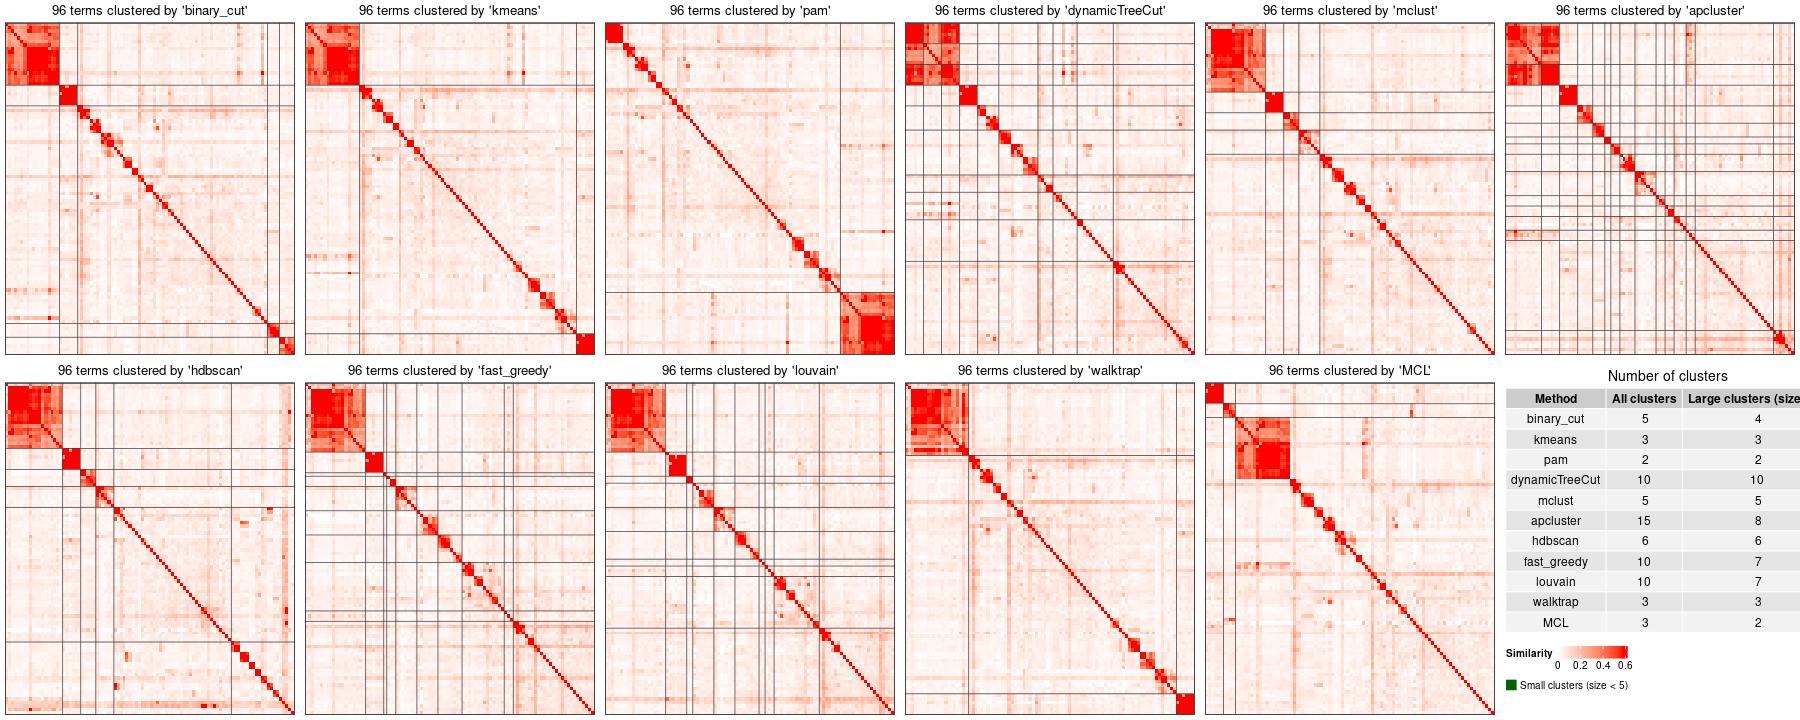 96 terms clustered by 'binary_cut'
96 terms clustered by 'kmeans'
96 terms clustered by 'pam'
96 terms clustered by 'dynamicTreeCut'
96 terms clustered by 'mclust'
96 terms clustered by 'apcluster'
96 terms clustered by 'hdbscan'
96 terms clustered by 'fast_greedy'
96 terms clustered by 'louvain'
96 terms clustered by 'walktrap'
96 terms clustered by 'MCL'
Number of clusters
Method All clusters Large clusters (size
binary_cut 5 4
kmeans 3 3
pam 2 2
dynamicTreeCut 10 10
mclust 5 5
apcluster 15 8
hdbscan 6 6
fast_greedy 10 7
louvain 10 7
walktrap 3 3
MCL 3 2
Similarity
0 0.2 0.4 0.6
Small clusters (size < 5)